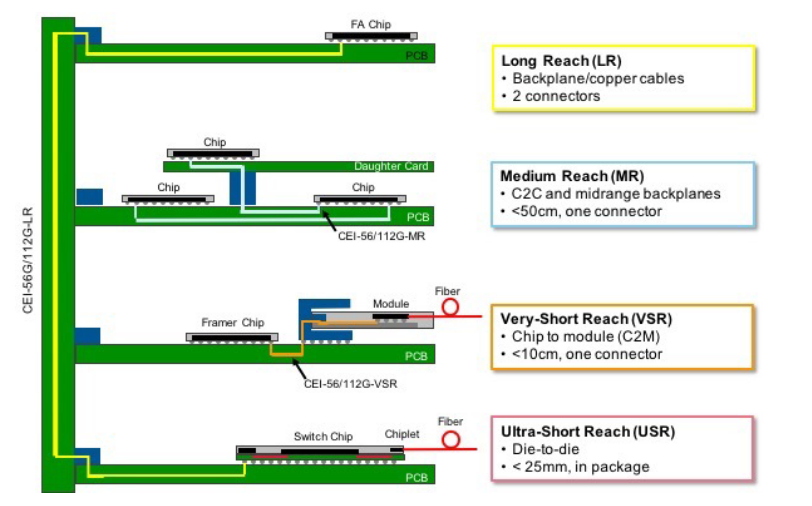 FA Chip
PCB
Long Reach (LR)
• Backplane/copper cables
• 2 connectors
Chip
Daughter Card
Chip
Chip
PCB
CEI-56/112G-MR
Medium Reach (MR)
• C2C and midrange backplanes
• <50cm, one connector
CEI-56G/112G-LR
Fiber
Module
Framer Chip
PCB
CEI-56/112G-VSR
Very-Short Reach (VSR)
• Chip to module (C2M)
• <10cm, one connector
Fiber
Switch Chip
Chiplet
PCB
Ultra-Short Reach (USR)
• Die-to-die
• < 25mm, in package